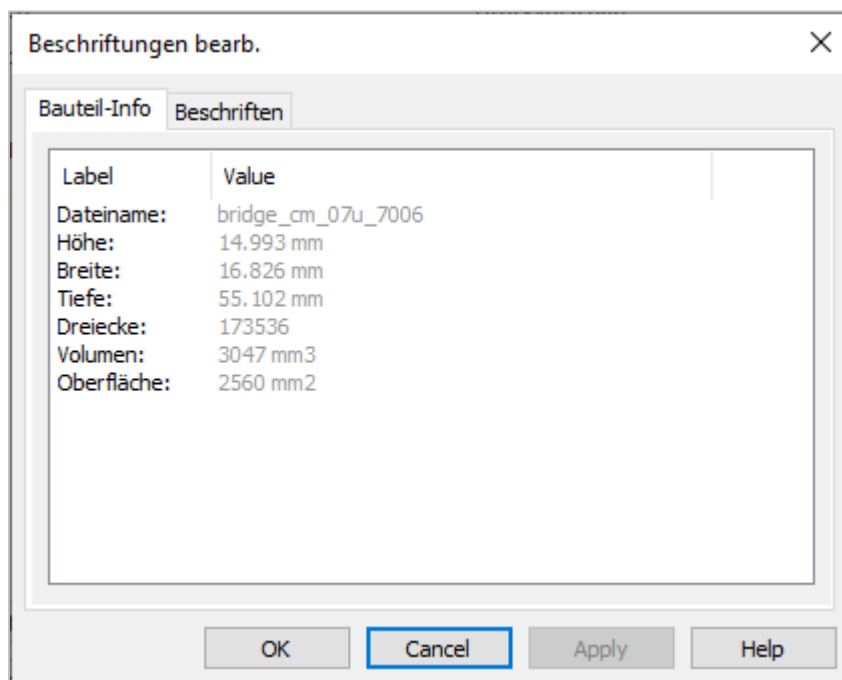 Beschriftungen bearb.
Bauteil-Info Beschriften
Label Value
Dateiname: bridge_cm_07u_7006
Höhe: 14.993 mm
Breite: 16.826 mm
Tiefe: 55.102 mm
Dreiecke: 173536
Volumen: 3047 mm3
Oberfläche: 2560 mm2
OK Cancel Apply Help